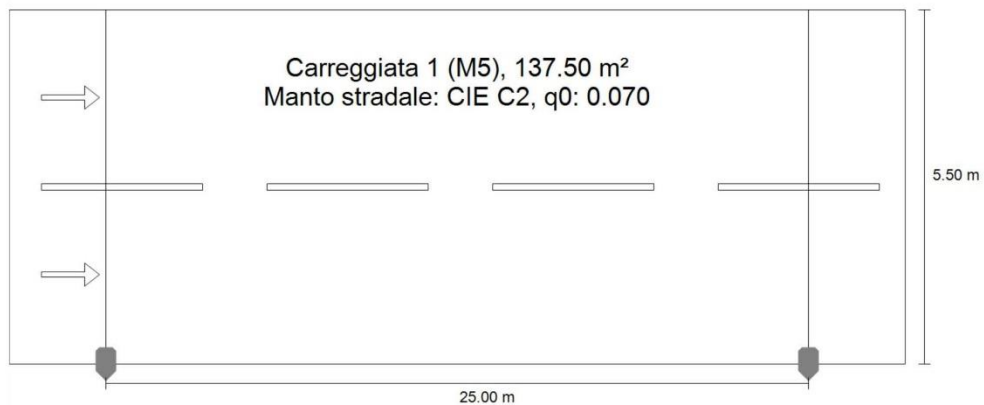 Carreggiata 1 (M5), 137.50 m²
Manto stradale: CIE C2, q0: 0.070
5.50 m
25.00 m